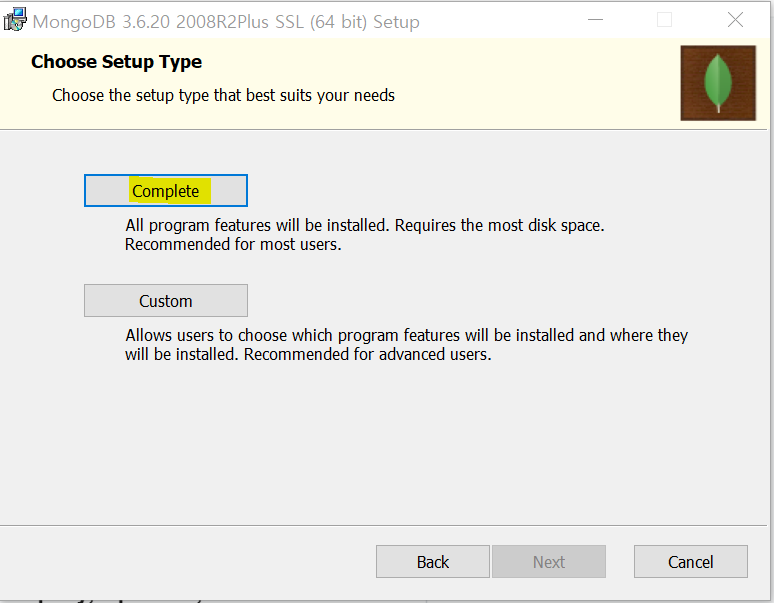 MongoDB 3.6.20 2008R2Plus SSL (64 bit) Setup
Choose Setup Type
Choose the setup type that best suits your needs
Complete
All program features will be installed. Requires the most disk space.
Recommended for most users.
Custom
Allows users to choose which program features will be installed and where they
will be installed. Recommended for advanced users.
Back
Next
Cancel